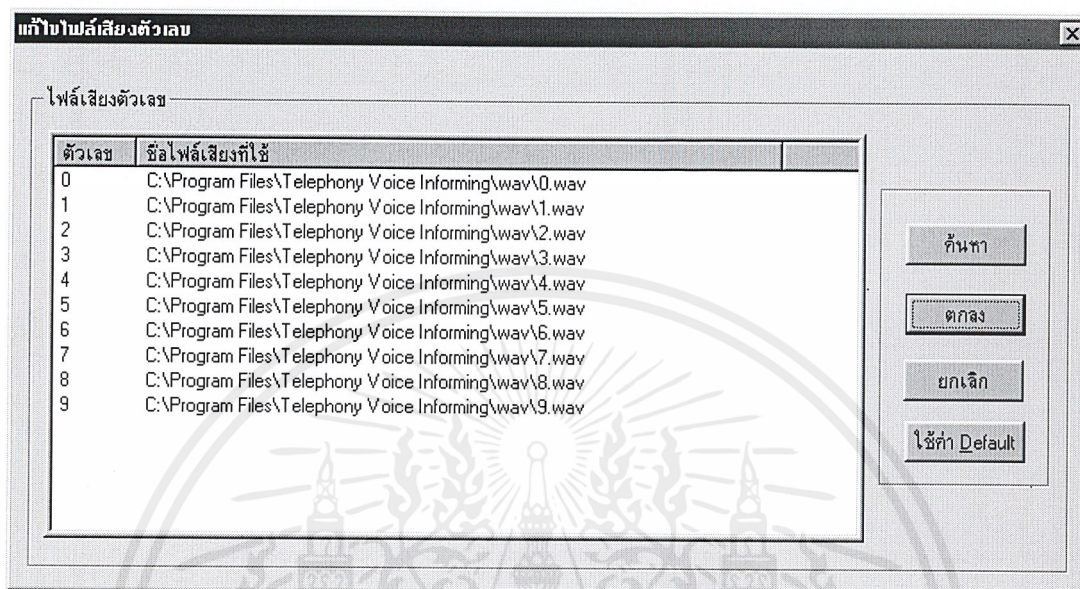 แก้ไขไฟล์เสียงตัวเลข
ไฟล์เสียงตัวเลข
ตัวเลข ชื่อไฟล์เสียงที่ใช้
0 C:\Program Files\Telephony Voice Informing\wav\0.wav
1 C:\Program Files\Telephony Voice Informing\wav\1.wav
2 C:\Program Files\Telephony Voice Informing\wav\2.wav
3 C:\Program Files\Telephony Voice Informing\wav\3.wav
4 C:\Program Files\Telephony Voice Informing\wav\4.wav
5 C:\Program Files\Telephony Voice Informing\wav\5.wav
6 C:\Program Files\Telephony Voice Informing\wav\6.wav
7 C:\Program Files\Telephony Voice Informing\wav\7.wav
8 C:\Program Files\Telephony Voice Informing\wav\8.wav
9 C:\Program Files\Telephony Voice Informing\wav\9.wav
ค้นหา
ตกลง
ยกเลิก
ใช้ค่า Default